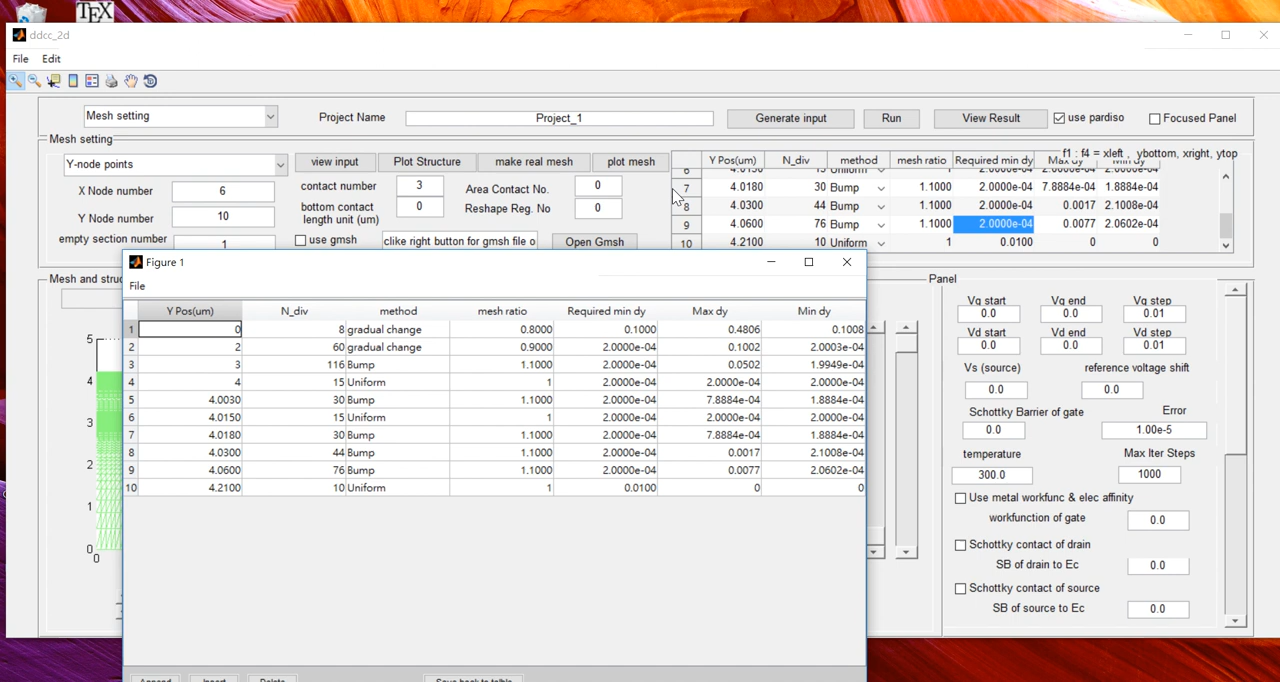 TEX
ddcc_2d
File Edit
Mesh setting Project Name Project_1 Generate input Run View Result use pardiso Focused Panel
Mesh setting
f1 : f4 = xleft , ybottom, xright, ytop
Y-node points view input Plot Structure make real mesh plot mesh
Y Pos(um) N_div method mesh ratio Required min dy Max dy Min dy
X Node number 6 contact number 3 Area Contact No. 0
Y Node number 10 bottom contact length unit (um) 0 Reshape Reg. No 0
empty section number 1 use gmsh clike right button for gmsh file o Open Gmsh
7 4.0180 30 Bump 1.1000 2.0000e-04 7.8884e-04 1.8884e-04
8 4.0300 44 Bump 1.1000 2.0000e-04 0.0017 2.1008e-04
9 4.0600 76 Bump 1.1000 2.0000e-04 0.0077 2.0602e-04
10 4.2100 10 Uniform 1 0.0100 0 0
Figure 1
File
Y Pos(um) N_div method mesh ratio Required min dy Max dy Min dy
1 0 8 gradual change 0.8000 0.1000 0.4806 0.1008
2 2 60 gradual change 0.9000 2.0000e-04 0.1002 2.0003e-04
3 3 116 Bump 1.1000 2.0000e-04 0.0502 1.9949e-04
4 4 15 Uniform 1 2.0000e-04 2.0000e-04 2.0000e-04
5 4.0030 30 Bump 1.1000 2.0000e-04 7.8884e-04 1.8884e-04
6 4.0150 15 Uniform 1 2.0000e-04 2.0000e-04 2.0000e-04
7 4.0180 30 Bump 1.1000 2.0000e-04 7.8884e-04 1.8884e-04
8 4.0300 44 Bump 1.1000 2.0000e-04 0.0017 2.1008e-04
9 4.0600 76 Bump 1.1000 2.0000e-04 0.0077 2.0602e-04
10 4.2100 10 Uniform 1 0.0100 0 0
Append Insert Delete
Mesh and struc
5
4
3
2
1
0
0
Panel
Vg start Vg end Vg step
0.0 0.0 0.01
Vd start Vd end Vd step
0.0 0.0 0.01
Vs (source) reference voltage shift
0.0 0.0
Schottky Barrier of gate Error
0.0 1.00e-5
temperature Max Iter Steps
300.0 1000
Use metal workfunc & elec affinity
workfunction of gate 0.0
Schottky contact of drain
SB of drain to Ec 0.0
Schottky contact of source
SB of source to Ec 0.0